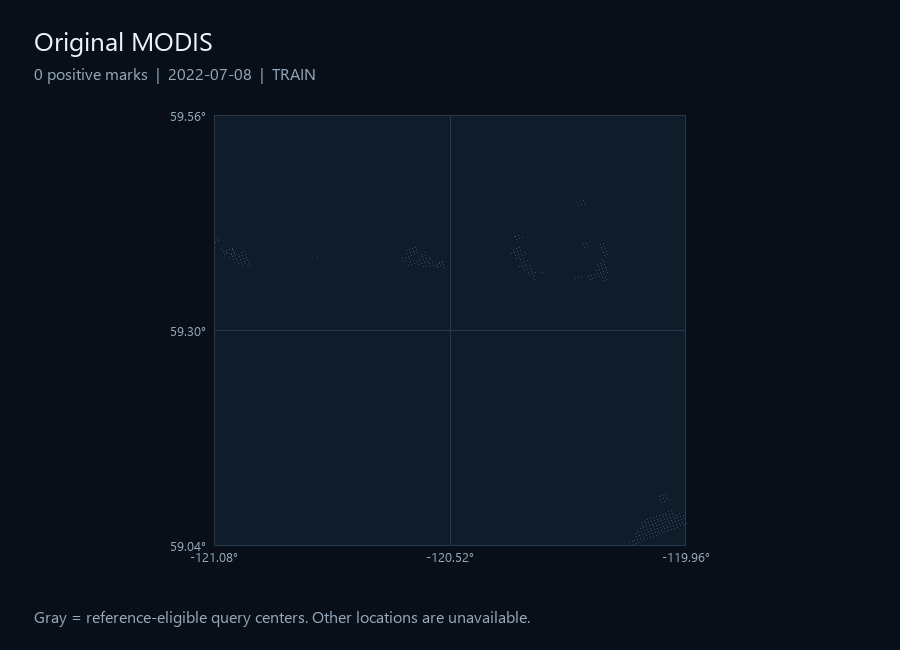 Original MODIS
0 positive marks  |  2022-07-08  |  TRAIN
59.56°
59.30°
59.04°
-121.08°
-120.52°
-119.96°
Gray = reference-eligible query centers. Other locations are unavailable.